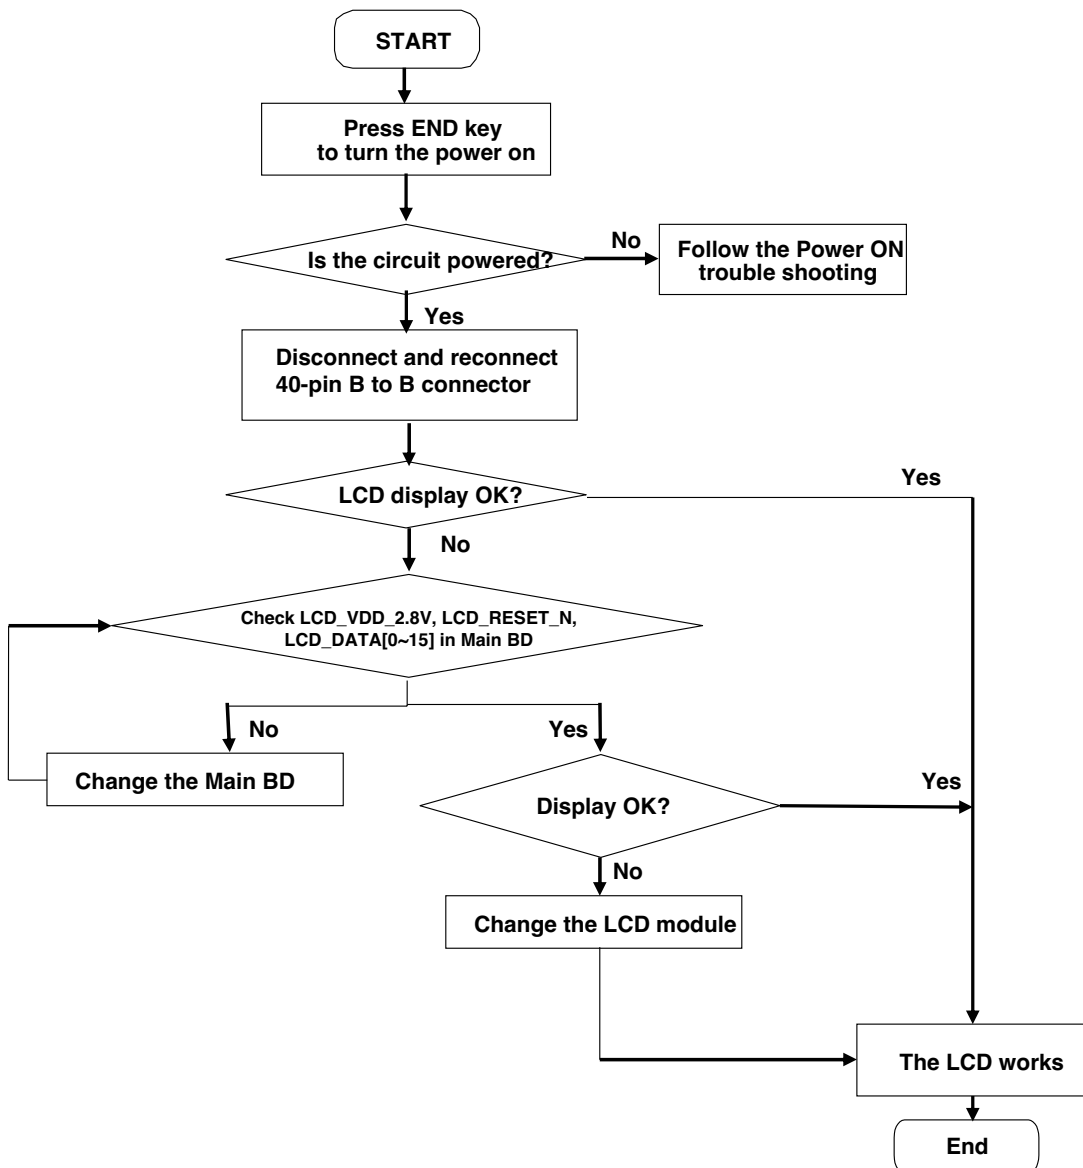 START
Press END key
to turn the power on
Is the circuit powered?
No
Follow the Power ON
trouble shooting
Yes
Disconnect and reconnect
40-pin B to B connector
LCD display OK?
Yes
No
Check LCD_VDD_2.8V, LCD_RESET_N,
LCD_DATA[0~15] in Main BD
No
Yes
Change the Main BD
Display OK?
Yes
No
Change the LCD module
The LCD works
End